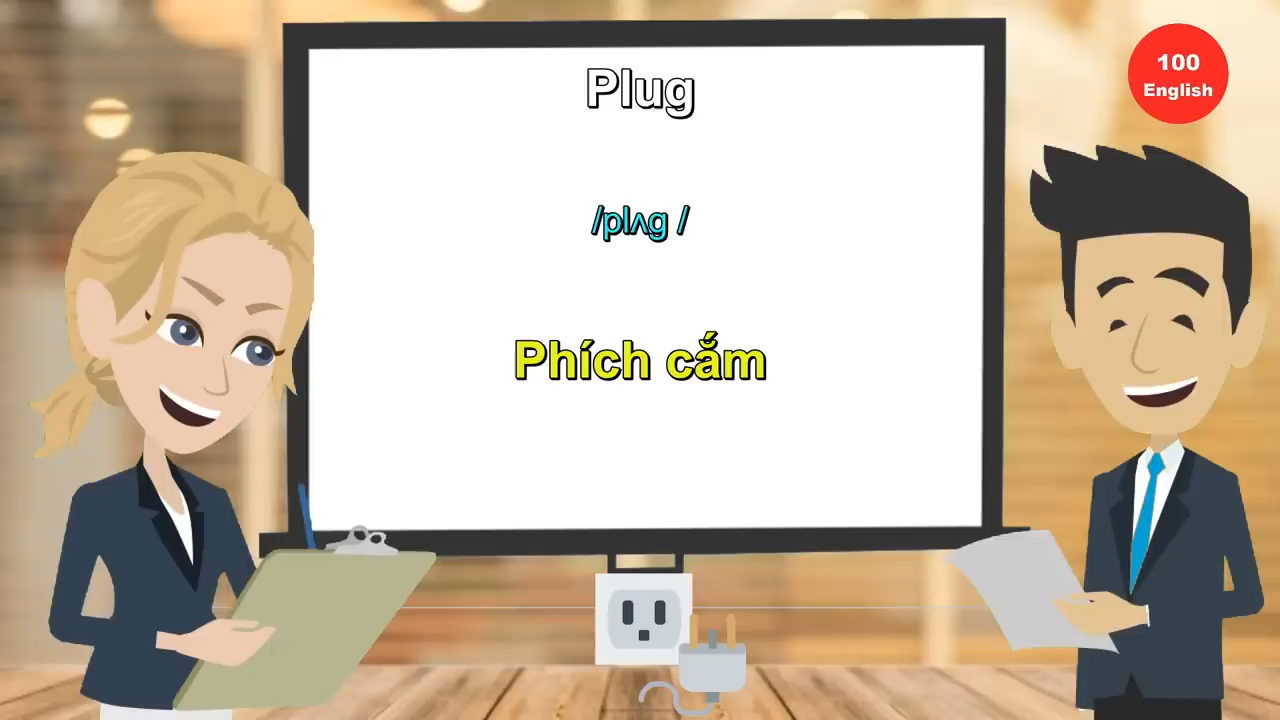 Plug
/plʌg /
Phích cắm
100
English